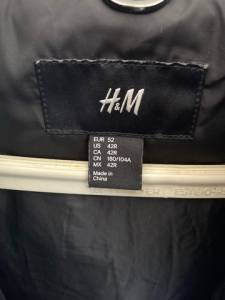 H&M
EUR 52
US 42R
CA 42R
CN 180/104A
MX 42R
Made in
China